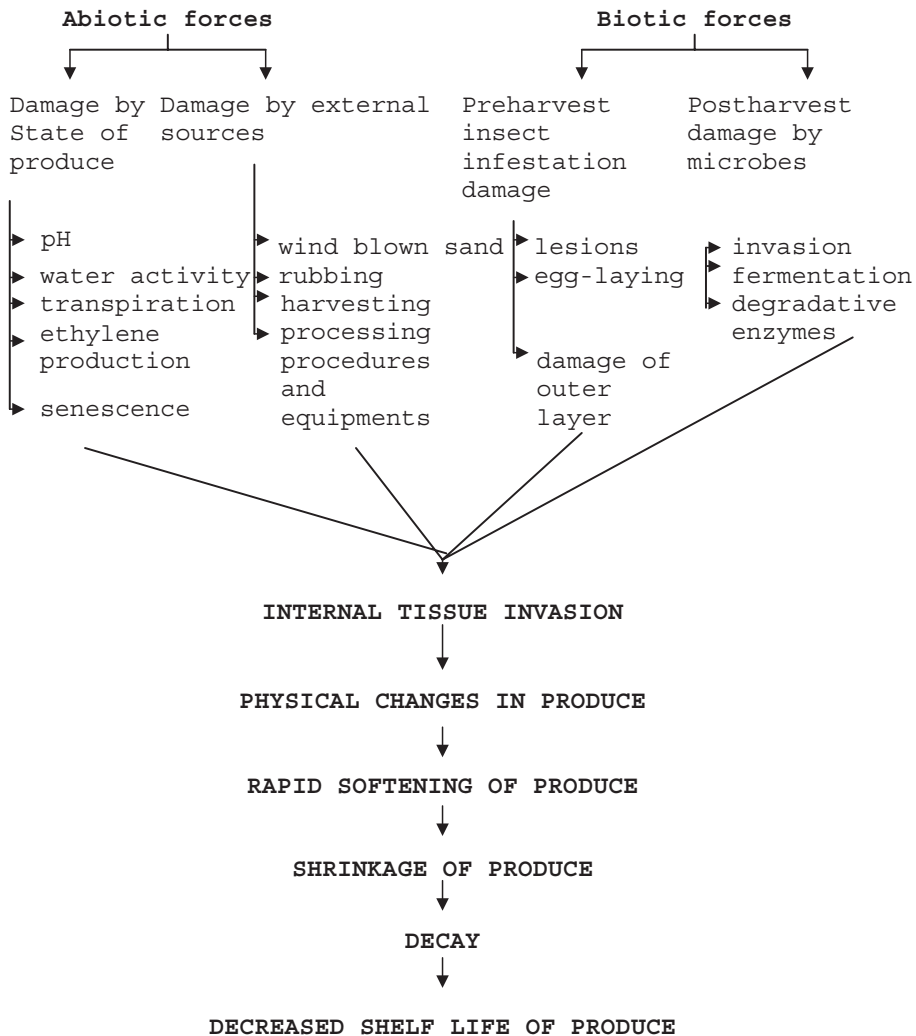 Abiotic forces
Biotic forces
Damage by
State of
produce
Damage by external
sources
Preharvest
insect
infestation
damage
Postharvest
damage by
microbes
pH
water activity
transpiration
ethylene
production
senescence
wind blown sand
rubbing
harvesting
processing
procedures
and
equipments
lesions
egg-laying
damage of
outer
layer
invasion
fermentation
degradative
enzymes
INTERNAL TISSUE INVASION
PHYSICAL CHANGES IN PRODUCE
RAPID SOFTENING OF PRODUCE
SHRINKAGE OF PRODUCE
DECAY
DECREASED SHELF LIFE OF PRODUCE